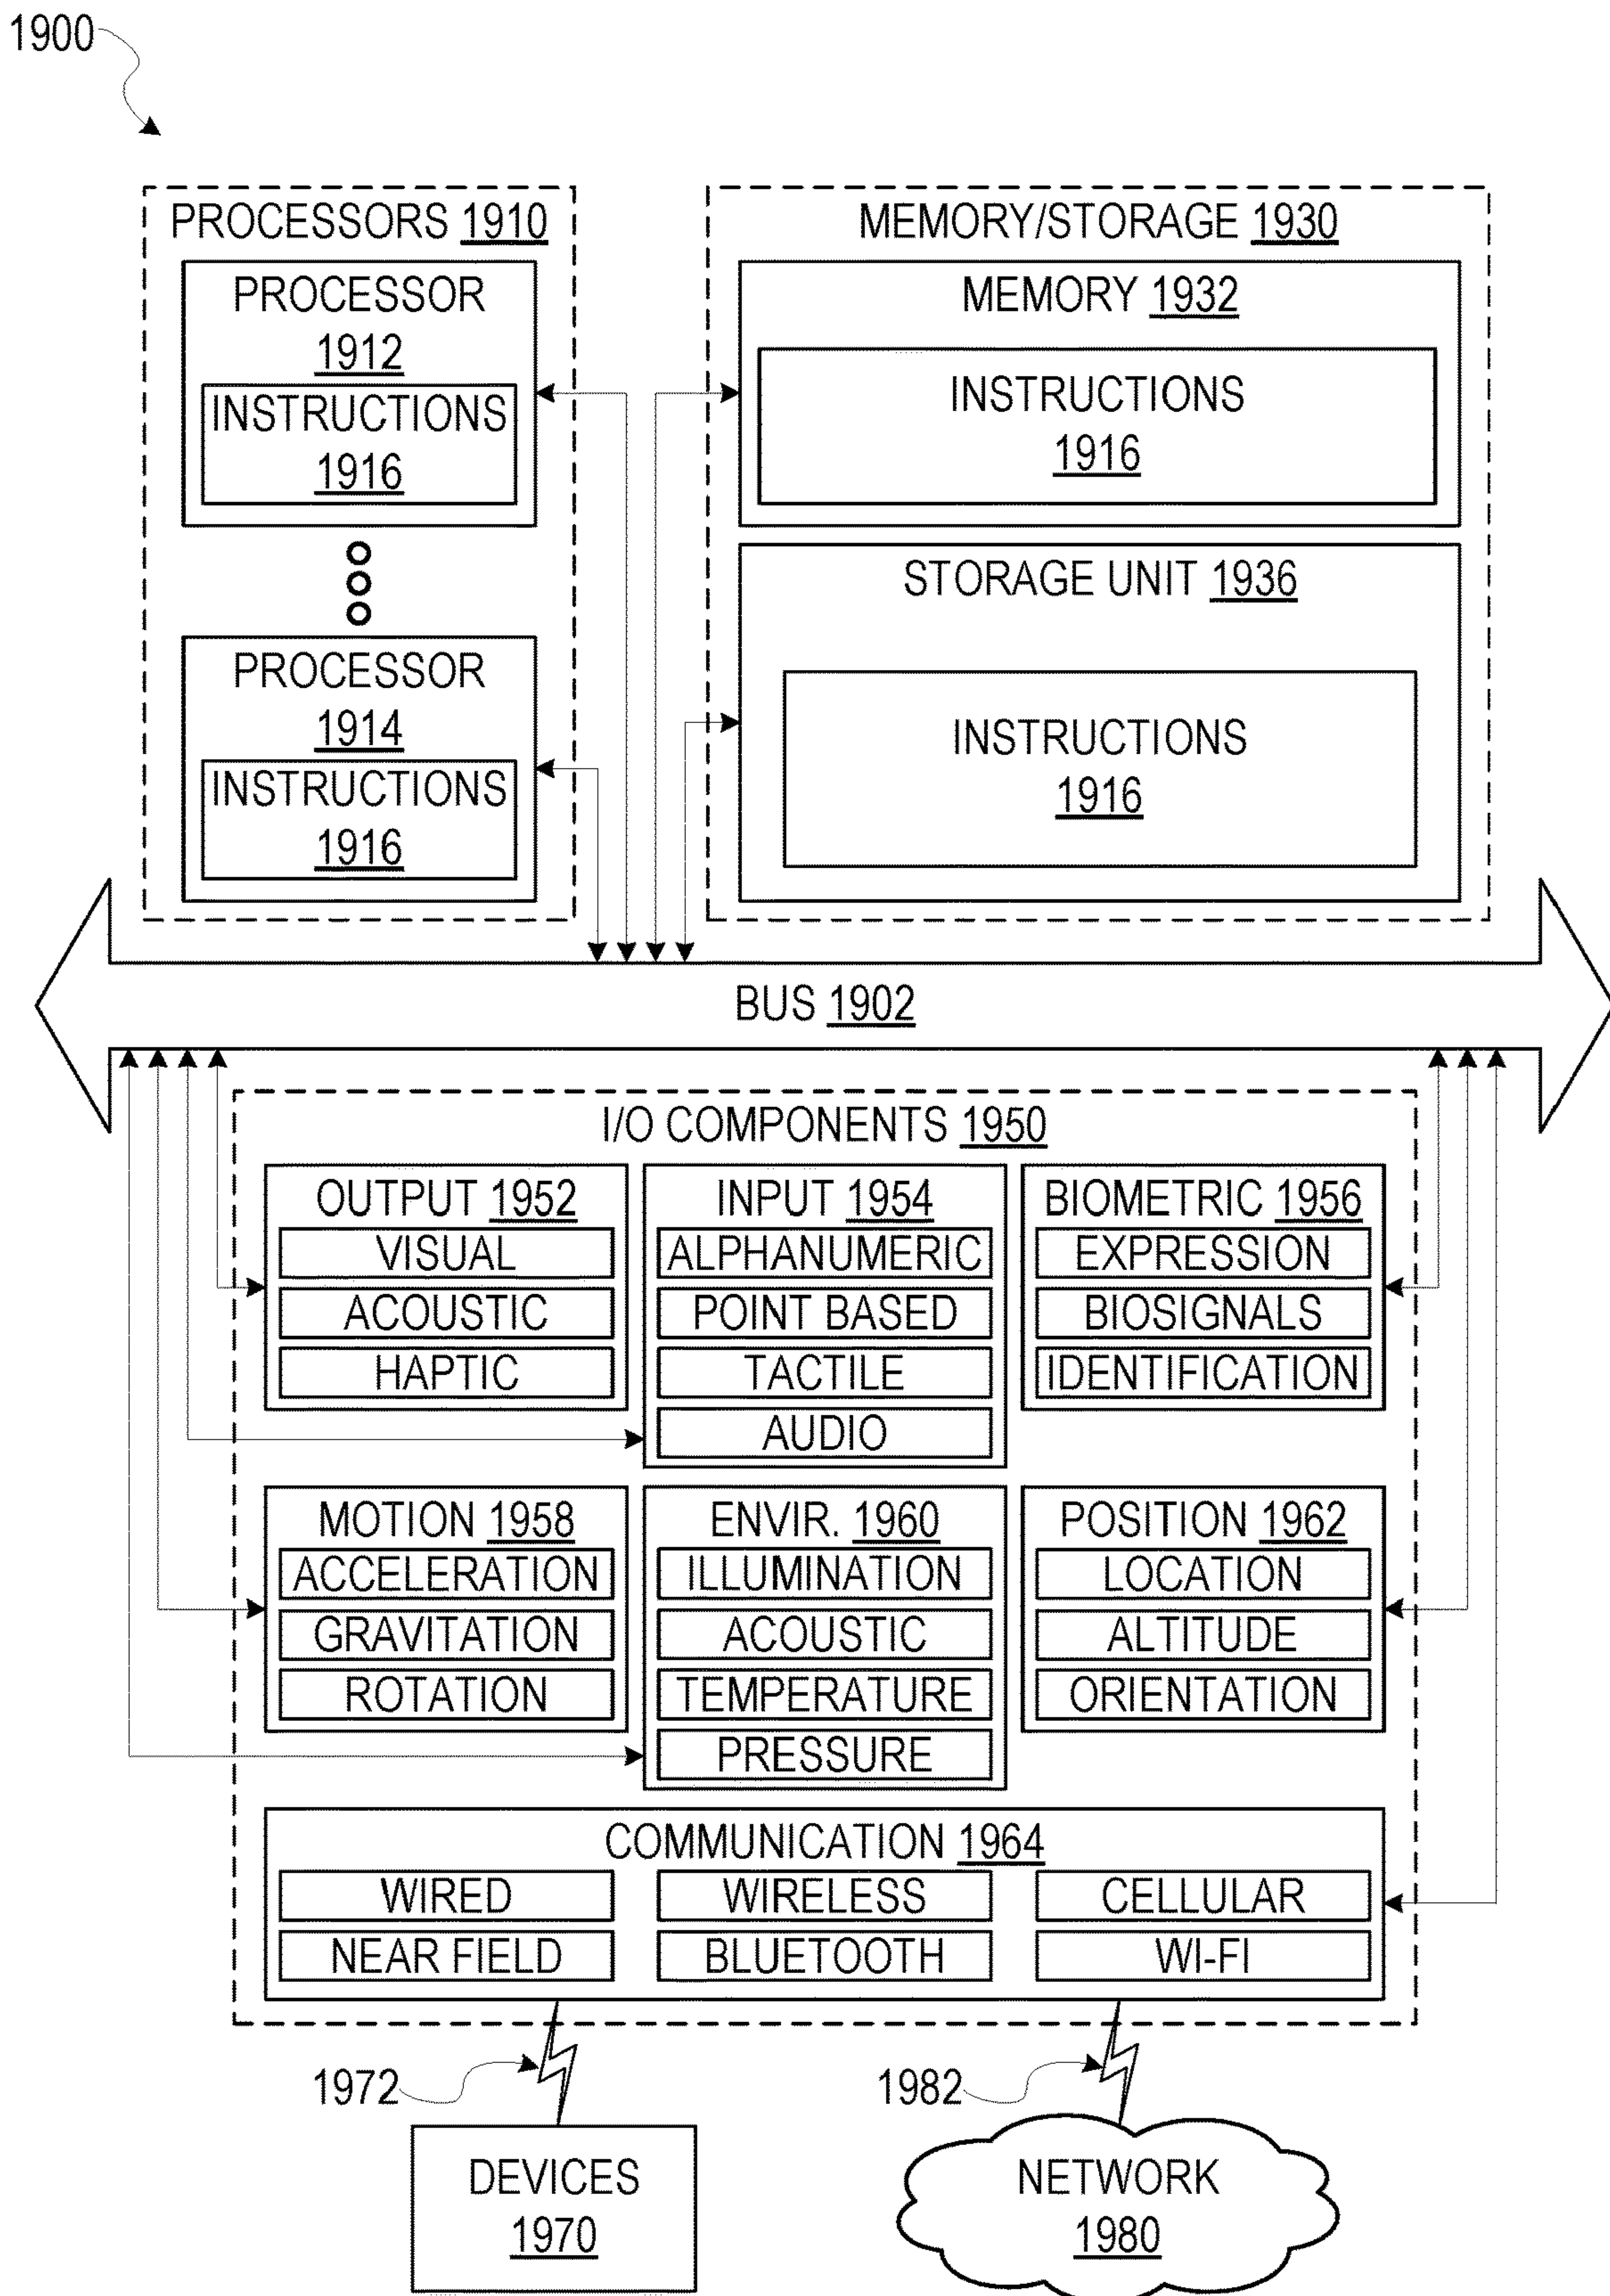 1900
PROCESSORS 1910
PROCESSOR
1912
INSTRUCTIONS
1916
PROCESSOR
1914
INSTRUCTIONS
1916
MEMORY/STORAGE 1930
MEMORY 1932
INSTRUCTIONS
1916
STORAGE UNIT 1936
INSTRUCTIONS
1916
BUS 1902
I/O COMPONENTS 1950
OUTPUT 1952
VISUAL
ACOUSTIC
HAPTIC
INPUT 1954
ALPHANUMERIC
POINT BASED
TACTILE
AUDIO
BIOMETRIC 1956
EXPRESSION
BIOSIGNALS
IDENTIFICATION
MOTION 1958
ACCELERATION
GRAVITATION
ROTATION
ENVIR. 1960
ILLUMINATION
ACOUSTIC
TEMPERATURE
PRESSURE
POSITION 1962
LOCATION
ALTITUDE
ORIENTATION
COMMUNICATION 1964
WIRED
WIRELESS
CELLULAR
NEAR FIELD
BLUETOOTH
WI-FI
1972
1982
DEVICES
1970
NETWORK
1980